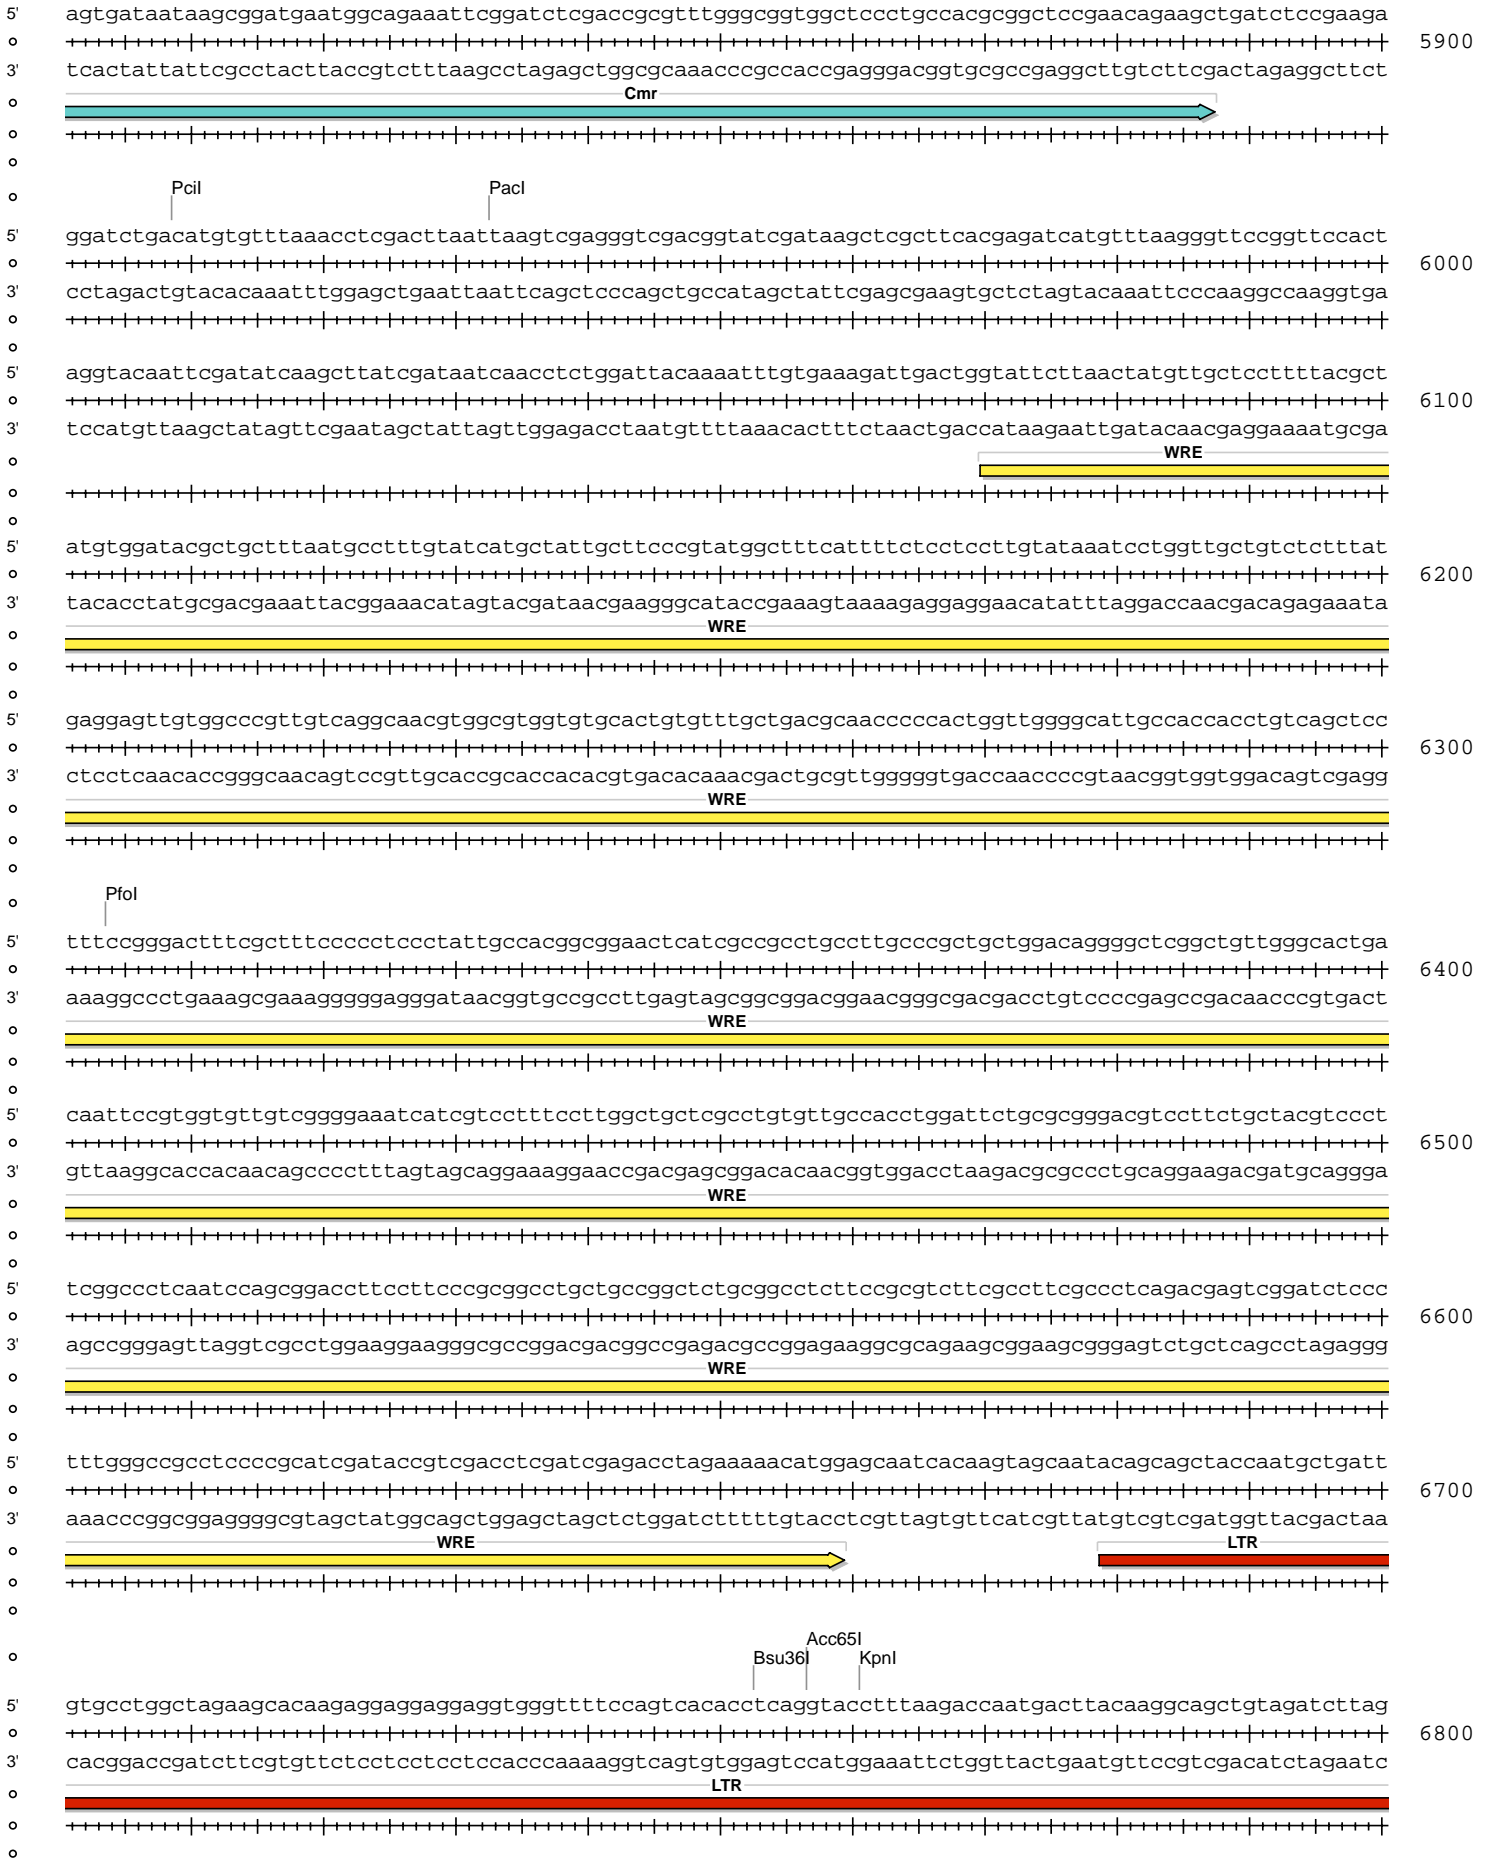 5' agtgataataagcggatgaatggcagaaattcggatctcgaccgcgtttgggcggtggctccctgccacgcggctccgaacagaagctgatctccgaaga
5900
3' tcactattattcgcctacttaccgtctttaagcctagagctggcgcaaacccgccaccgagggacggtgcgccgaggcttgtcttcgactagaggcttct
Cmr
PciI PacI
5' ggatctgacatgtgtttaaacctcgacttaattaagtcgagggtcgacggtatcgataagctcgcttcacgagatcatgtttaagggttccggttccact
6000
3' cctagactgtacacaaatttggagctgaattaattcagctcccagctgccatagctattcgagcgaagtgctctagtacaaattcccaaggccaaggtga
5' aggtacaattcgatatcaagcttatcgataatcaacctctggattacaaaatttgtgaaagattgactggtattcttaactatgttgctccttttacgct
6100
3' tccatgttaagctatagttcgaatagctattagttggagacctaatgttttaaacactttctaactgaccataagaattgatacaacgaggaaaatgcga
WRE
5' atgtggatacgctgctttaatgcctttgtatcatgctattgcttcccgtatggctttcattttctcctccttgtataaatcctggttgctgtctctttat
6200
3' tacacctatgcgacgaaattacggaaacatagtacgataacgaagggcataccgaaagtaaaagaggaggaacatatttaggaccaacgacagagaaata
WRE
5' gaggagttgtggcccgttgtcaggcaacgtggcgtggtgtgcactgtgtttgctgacgcaacccccactggttggggcattgccaccacctgtcagctcc
6300
3' ctcctcaacaccgggcaacagtccgttgcaccgcaccacacgtgacacaaacgactgcgttgggggtgaccaaccccgtaacggtggtggacagtcgagg
WRE
PfoI
5' tttccgggactttcgctttccccctccctattgccacggcggaactcatcgccgcctgccttgcccgctgctggacaggggctcggctgttgggcactga
6400
3' aaaggccctgaaagcgaaagggggagggataacggtgccgccttgagtagcggcggacggaacgggcgacgacctgtccccgagccgacaacccgtgact
WRE
5' caattccgtggtgttgtcggggaaatcatcgtcctttccttggctgctcgcctgtgttgccacctggattctgcgcgggacgtccttctgctacgtccct
6500
3' gttaaggcaccacaacagcccctttagtagcaggaaaggaaccgacgagcggacacaacggtggacctaagacgcgccctgcaggaagacgatgcaggga
WRE
5' tcggccctcaatccagcggaccttccttcccgcggcctgctgccggctctgcggcctcttccgcgtcttcgccttcgccctcagacgagtcggatctccc
6600
3' agccgggagttaggtcgcctggaaggaagggcgccggacgacggccgagacgccggagaaggcgcagaagcggaagcgggagtctgctcagcctagaggg
WRE
5' tttgggccgcctccccgcatcgataccgtcgacctcgatcgagacctagaaaaacatggagcaatcacaagtagcaatacagcagctaccaatgctgatt
6700
3' aaacccggcggaggggcgtagctatggcagctggagctagctctggatctttttgtacctcgttagtgttcatcgttatgtcgtcgatggttacgactaa
WRE LTR
Acc65I
Bsu36I KpnI
5' gtgcctggctagaagcacaagaggaggaggaggtgggttttccagtcacacctcaggtacctttaagaccaatgacttacaaggcagctgtagatcttag
6800
3' cacggaccgatcttcgtgttctcctcctcctccacccaaaaggtcagtgtggagtccatggaaattctggttactgaatgttccgtcgacatctagaatc
LTR